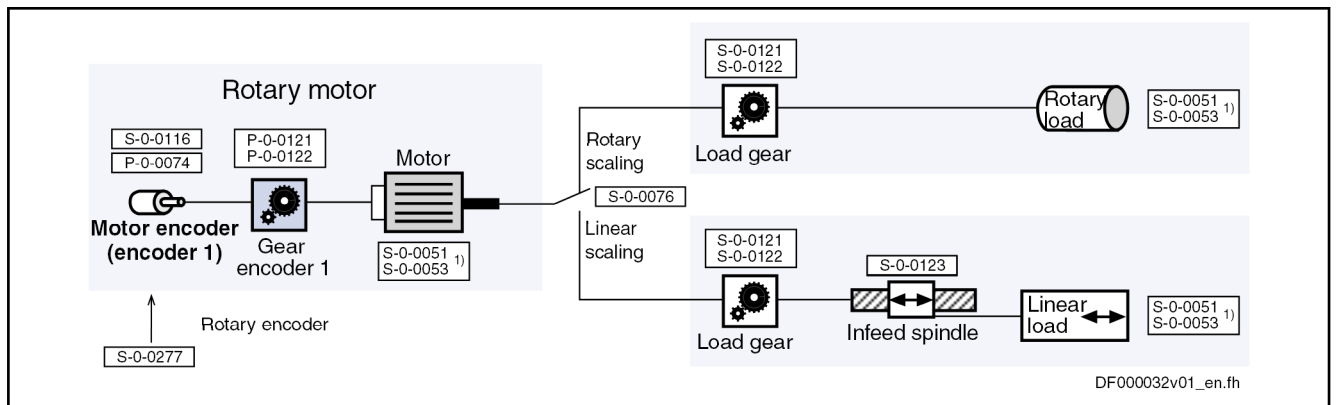 Rotary motor
S-0-0116
P-0-0074
P-0-0121
P-0-0122
Motor
Motor encoder
(encoder 1)
Gear
encoder 1
S-0-0051
S-0-0053 1)
Rotary encoder
S-0-0277
Rotary
scaling
S-0-0076
Linear
scaling
S-0-0121
S-0-0122
Load gear
Rotary
load
S-0-0051
S-0-0053 1)
S-0-0121
S-0-0122
Load gear
S-0-0123
Infeed spindle
Linear
load
S-0-0051
S-0-0053 1)
DF000032v01_en.fh